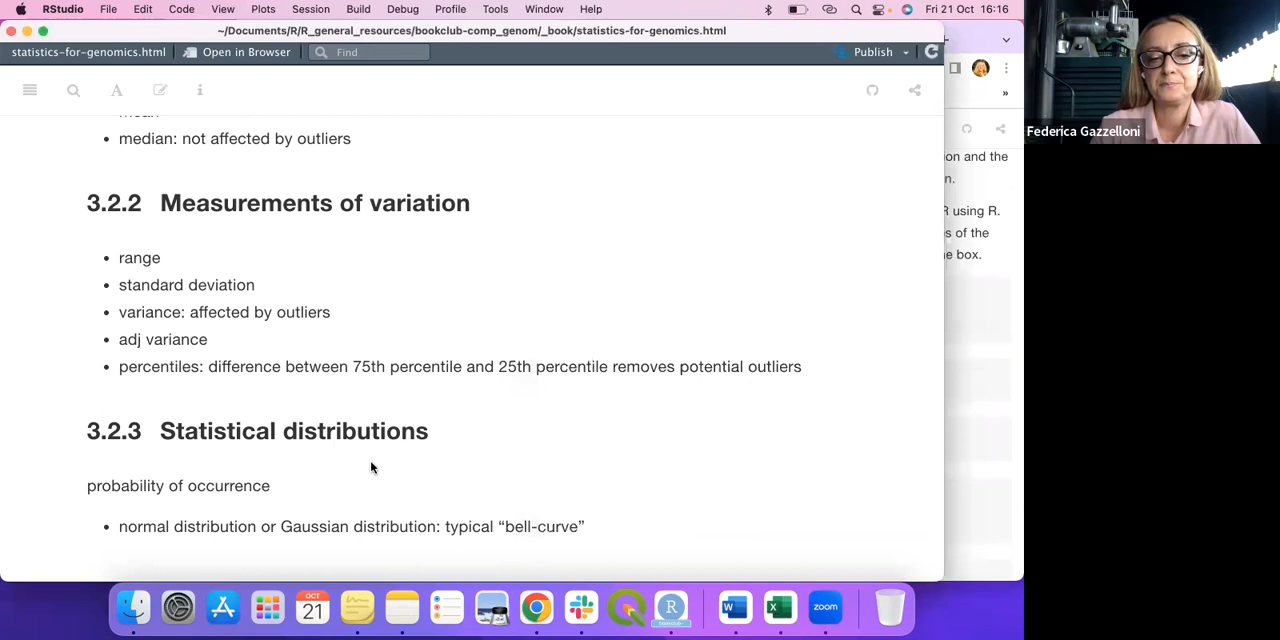 RStudio File Edit Code View Plots Session Build Debug Profile Tools Window Help Fri 21 Oct 16:16
~/Documents/R/R_general_resources/bookclub-comp_genom/_book/statistics-for-genomics.html
statistics-for-genomics.html Open in Browser Find Publish
mean
• median: not affected by outliers
3.2.2 Measurements of variation
• range
• standard deviation
• variance: affected by outliers
• adj variance
• percentiles: difference between 75th percentile and 25th percentile removes potential outliers
3.2.3 Statistical distributions
probability of occurrence
• normal distribution or Gaussian distribution: typical “bell-curve”
on and the
n.
R using R.
s of the
e box.
Federica Gazzelloni
OCT
21
R
W
X
zoom